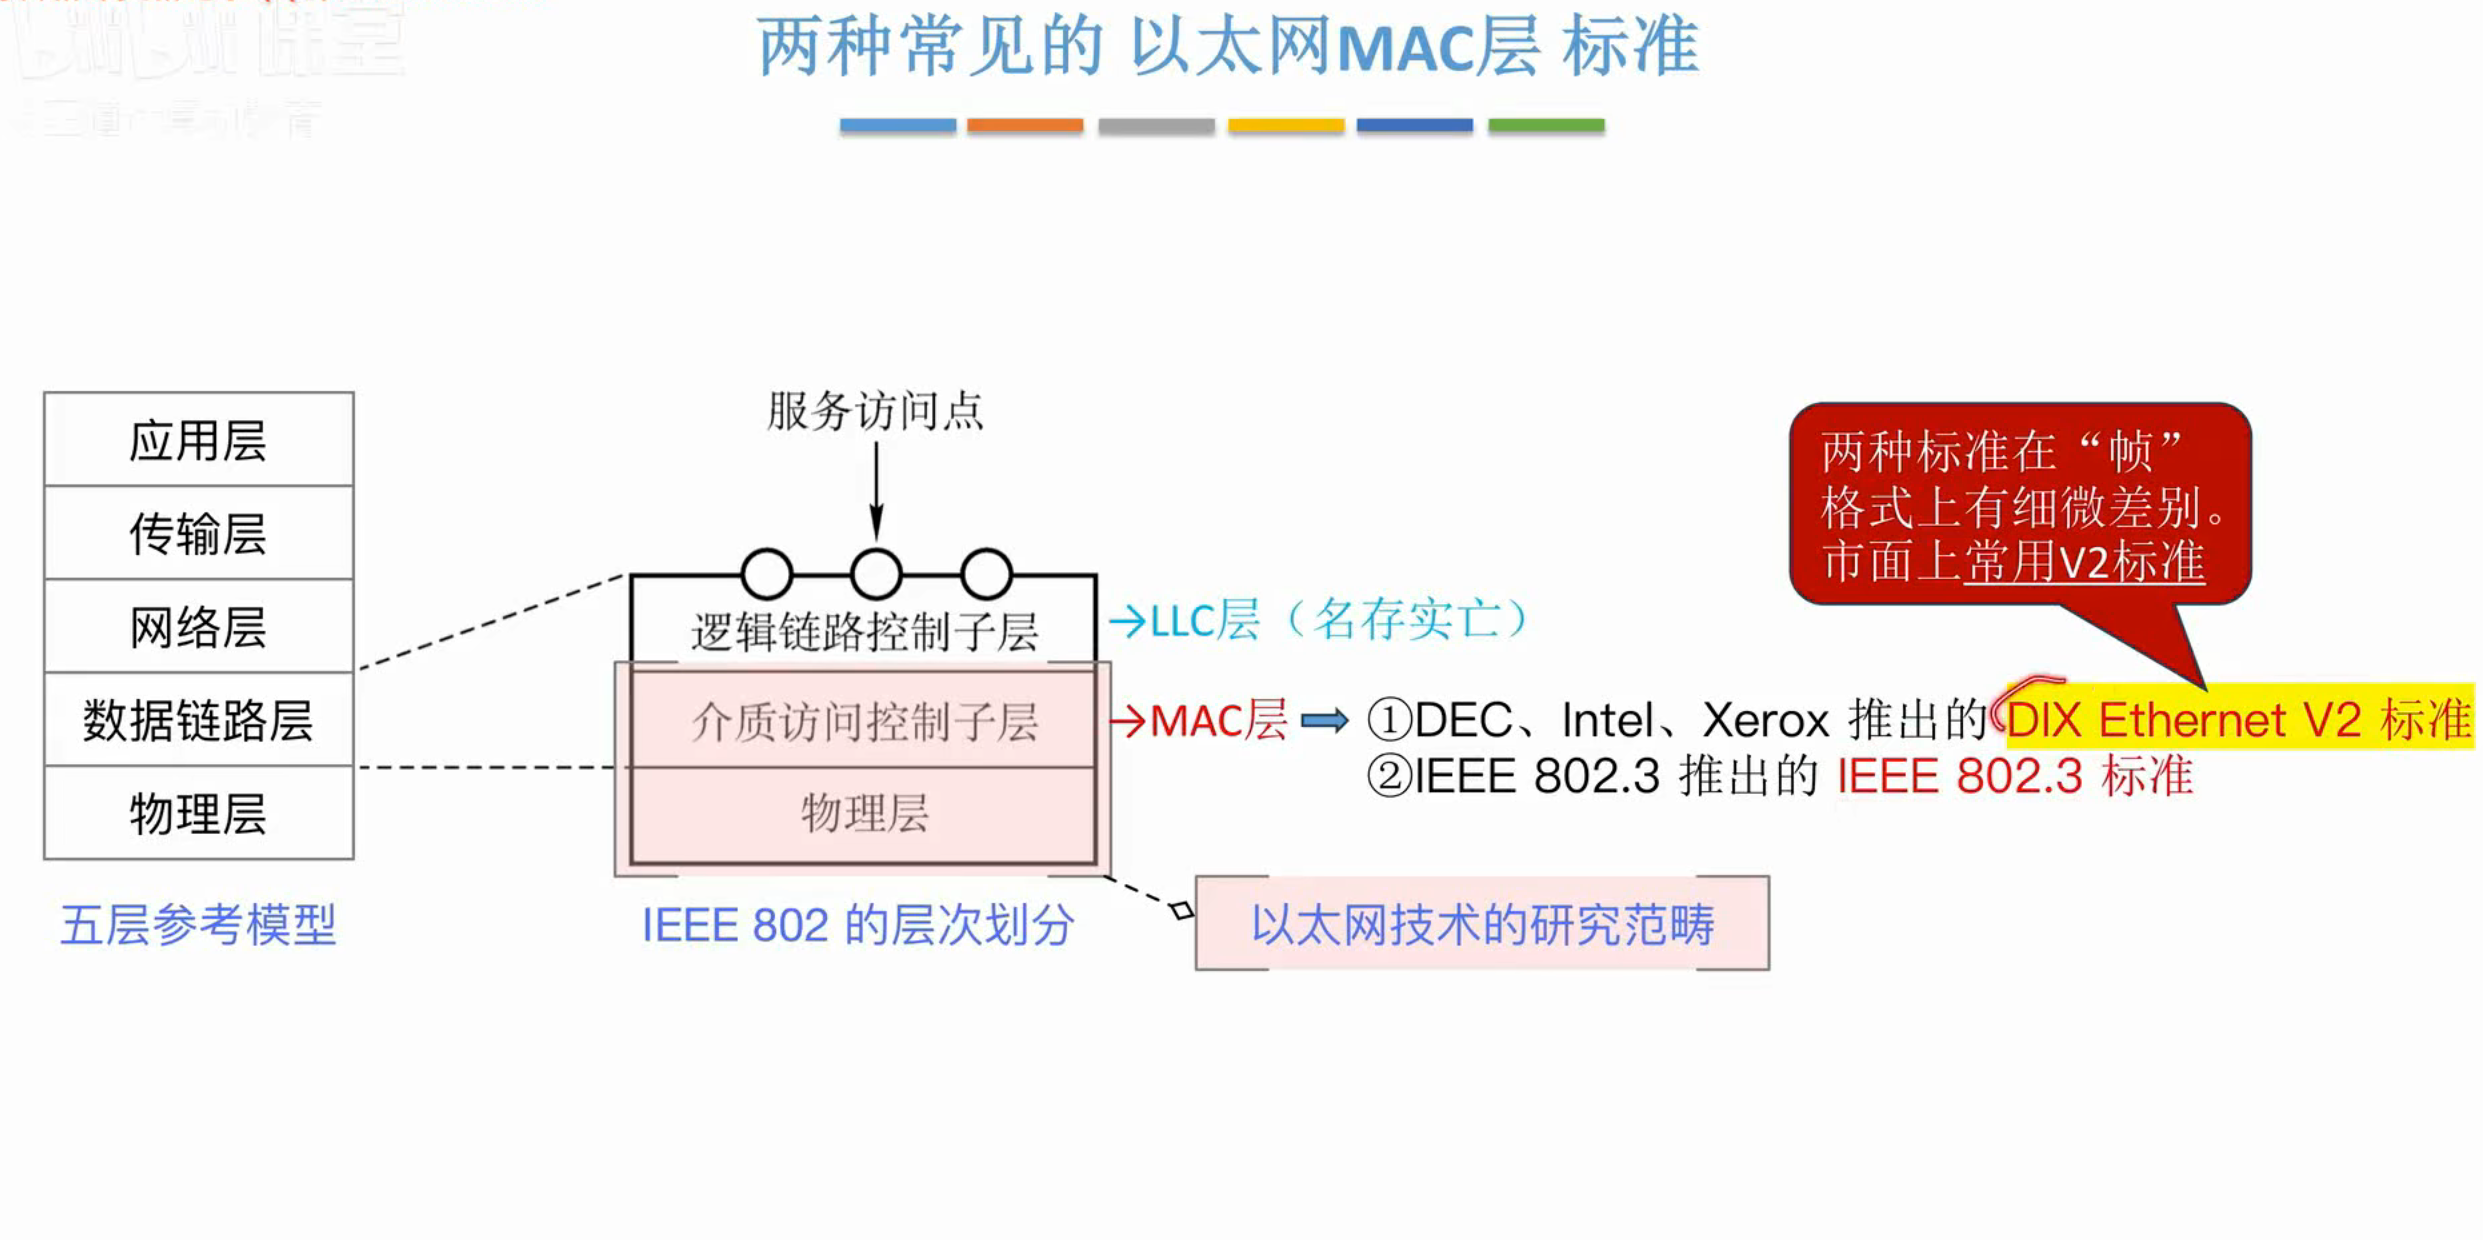 两种常见的 以太网MAC层 标准
应用层
传输层
网络层
数据链路层
物理层
五层参考模型
服务访问点
逻辑链路控制子层
介质访问控制子层
物理层
IEEE 802 的层次划分
→LLC层（名存实亡）
→MAC层
①DEC、Intel、Xerox 推出的 DIX Ethernet V2 标准
②IEEE 802.3 推出的 IEEE 802.3 标准
两种标准在“帧”
格式上有细微差别。
市面上常用V2标准
以太网技术的研究范畴